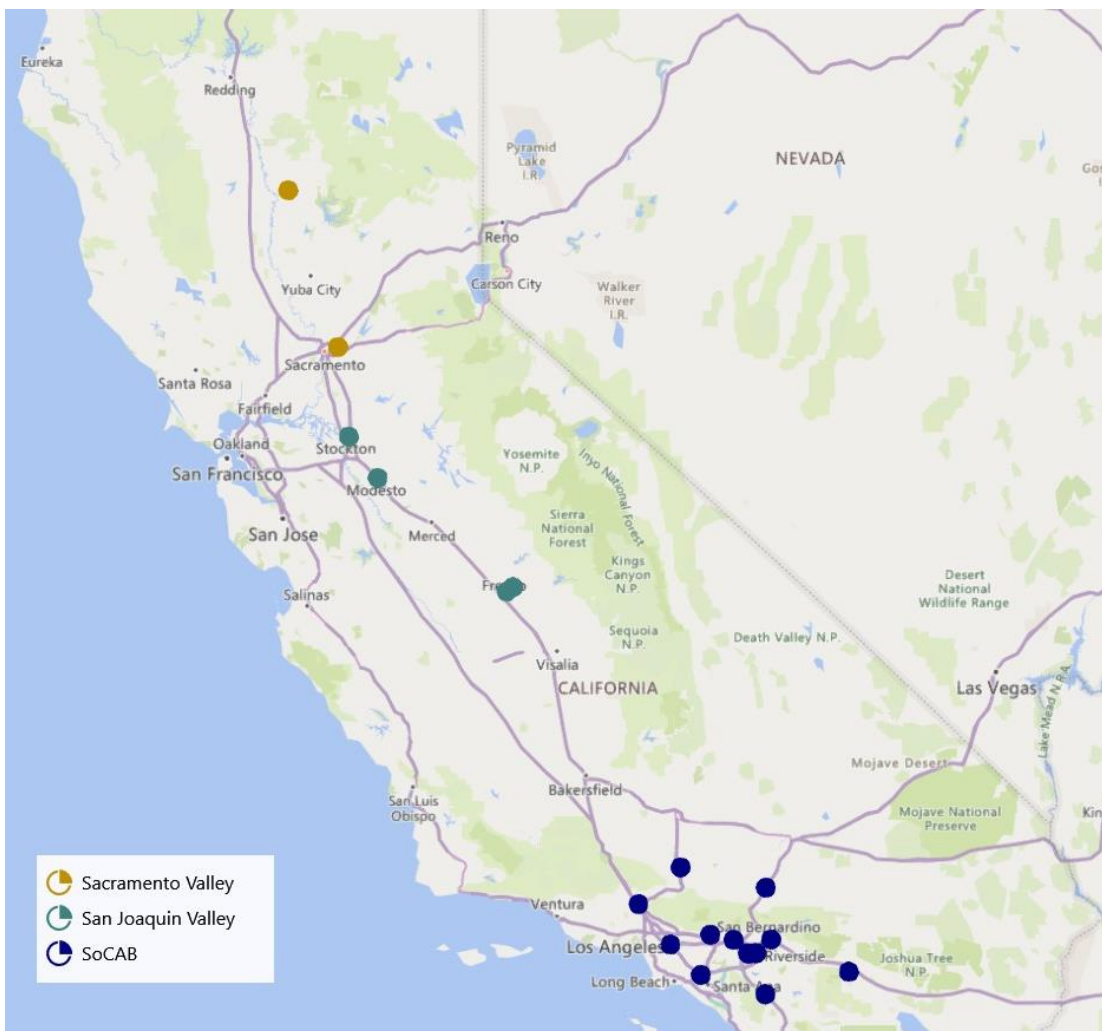 Eureka
Redding
Pyramid
Lake
I.R.
NEVADA
Reno
Yuba City
Carson City
Walker
River
I.R.
Sacramento
Santa Rosa
Fairfield
Oakland
Stockton
Yosemite
N.P.
Inyo National Forest
San Francisco
Modesto
San Jose
Merced
Sierra
National
Forest
Kings
Canyon
N.P.
Desert
National
Wildlife Range
Salinas
Sequoia
N.P.
Death Valley N.P.
Visalia
CALIFORNIA
Las Vegas
Lake Mead N.R.A.
Mojave Desert
Bakersfield
San Luis
Obispo
Mojave National
Preserve
Sacramento Valley
San Joaquin Valley
SoCAB
Ventura
San Bernardino
Los Angeles
Riverside
Joshua Tree
N.P.
Long Beach
Santa Ana